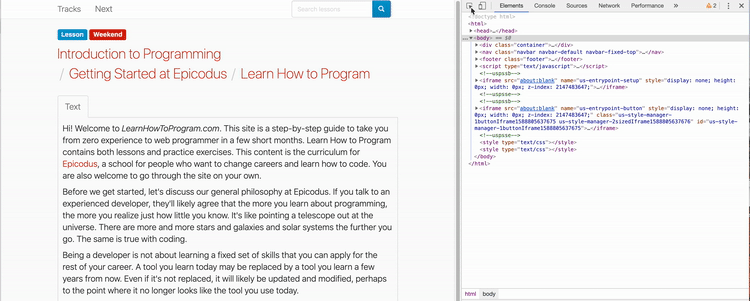 Tracks Next Search lessons
Lesson Weekend
Introduction to Programming
/ Getting Started at Epicodus / Learn How to Program
Text
Hi! Welcome to LearnHowToProgram.com. This site is a step-by-step guide to take you
from zero experience to web programmer in a few short months. Learn How to Program
contains both lessons and practice exercises. This content is the curriculum for
Epicodus, a school for people who want to change careers and learn how to code. You
are also welcome to go through the site on your own.
Before we get started, let's discuss our general philosophy at Epicodus. If you talk to an
experienced developer, they'll likely agree that the more you learn about programming,
the more you realize just how little you know. It's like pointing a telescope out at the
universe. There are more and more stars and galaxies and solar systems the further you
go. The same is true with coding.
Being a developer is not about learning a fixed set of skills that you can apply for the
rest of your career. A tool you learn today may be replaced by a tool you learn a few
years from now. Even if it's not replaced, it will likely be updated and modified, perhaps
to the point where it no longer looks like the tool you use today.
Elements Console Sources Network Performance » 2
<!doctype html>
<html>
<head>…</head>
… <body> == $0
<div class="container">…</div>
<nav class="navbar navbar-default navbar-fixed-top">…</nav>
<footer class="footer">…</footer>
<script type="text/javascript">…</script>
<!--uspssb-->
<iframe src="about:blank" name="us-entrypoint-setup" style="display: none; height:
0px; width: 0px; z-index: 2147483647;">…</iframe>
<!--uspsse-->
<!--uspssb-->
<iframe src="about:blank" name="us-entrypoint-button" style="display: none; height:
0px; width: 0px; z-index: 2147483647;" class="us-style-manager-
1buttonIframe1588805637675 us-style-manager-2sizedIframe1588805637676" id="us-
style-manager-1buttonIframe1588805637675">…</iframe>
<!--uspsse-->
<style type="text/css">…</style>
<style type="text/css">…</style>
</body>
</html>
html body